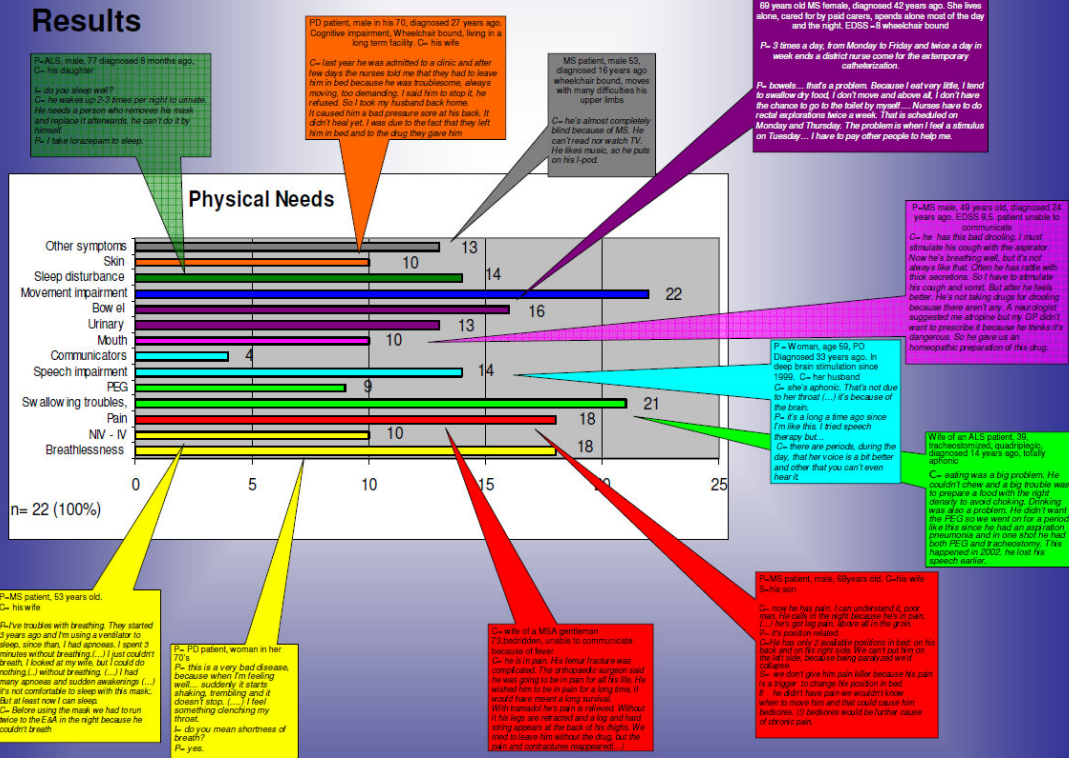 Results
P=ALS, male, 77 diagnosed 8 months ago,
C= his daughter
I= do you sleep well?
C= he wakes up 2-3 times per night to urinate.
He needs a person who removes his mask
and replace it afterwards, he can't do it by
himself.
P= I take lorazepam to sleep.
PD patient, male in his 70, diagnosed 27 years ago.
Cognitive impairment, Wheelchair bound, living in a
long term facility. C= his wife
C= last year he was admitted to a clinic and after
few days the nurses told me that they had to leave
him in bed because he was troublesome, always
moving, too demanding. I said him to stop it, he
refused. So I took my husband back home.
It caused him a bad pressure sore at his back. It
didn't heal yet. I was due to the fact that they left
him in bed and to the drug they gave him
MS patient, male 53,
diagnosed 16 years ago
wheelchair bound, moves
with many difficulties his
upper limbs
C= he's almost completely
blind because of MS. He
can't read nor watch TV.
He likes music, so he puts
on his I-pod.
69 years old MS female, diagnosed 42 years ago. She lives
alone, cared for by paid carers, spends alone most of the day
and the night. EDSS =8 wheelchair bound
P= 3 times a day, from Monday to Friday and twice a day in
week ends a district nurse come for the extemporary
catheterization.
P= bowels... that's a problem. Because I eat very little, I tend
to swallow dry food, I don't move and above all, I don't have
the chance to go to the toilet by myself.... Nurses have to do
rectal explorations twice a week. That is scheduled on
Monday and Thursday. The problem is when I feel a stimulus
on Tuesday... I have to pay other people to help me.
Physical Needs
Other symptoms 13
Skin 10
Sleep disturbance 14
Movement impairment 22
Bowel 16
Urinary 13
Mouth 10
Communicators 4
Speech impairment 14
PEG 9
Swallowing troubles, 21
Pain 18
NIV - IV 10
Breathlessness 18
0 5 10 15 20 25
n= 22 (100%)
P=MS male, 49 years old, diagnosed 24
years ago. EDSS 9,5. patient unable to
communicate
C= he has this bad drooling. I must
stimulate his cough with the aspirator.
Now he's breathing well, but it's not
always like that. Often he has rattle with
thick secretions. So I have to stimulate
his cough and vomit. But after he feels
better. He's not taking drugs for drooling
because there aren't any. A neurologist
suggested me atropine but my GP didn't
want to prescribe it because he thinks it's
dangerous. So he gave us an
homeopathic preparation of this drug.
P= Woman, age 59, PD
Diagnosed 33 years ago. In
deep brain stimulation since
1999. C= her husband
C= she's aphonic. That's not due
to her throat (...) it's because of
the brain.
P= it's a long a time ago since
I'm like this. I tried speech
therapy but...
C= there are periods, during the
day, that her voice is a bit better
and other that you can't even
hear it.
Wife of an ALS patient, 39,
tracheostomized, quadriplegic,
diagnosed 14 years ago, totally
aphonic
C= eating was a big problem. He
couldn't chew and a big trouble was
to prepare a food with the right
density to avoid choking. Drinking
was also a problem. He didn't want
the PEG so we went on for a period
like this since he had an aspiration
pneumonia and in one shot he had
both PEG and tracheostomy. This
happened in 2002. he lost his
speech earlier.
P=MS patient, 53 years old.
C= his wife
P=I've troubles with breathing. They started
3 years ago and I'm using a ventilator to
sleep, since than, I had apnoeas. I spent 3
minutes without breathing.(...) I just couldn't
breath, I looked at my wife, but I could do
nothing,(..) without breathing. (...) I had
many apnoeas and sudden awakenings (...)
it's not comfortable to sleep with this mask.
But at least now I can sleep.
C= Before using the mask we had to run
twice to the E&A in the night because he
couldn't breath
P= PD patient, woman in her
70's
P= this is a very bad disease,
because when I'm feeling
well... suddenly it starts
shaking, trembling and it
doesn't stop. (....) I feel
something clenching my
throat.
I= do you mean shortness of
breath?
P= yes.
C= wife of a MSA gentleman
73,bedridden, unable to communicate
because of fever
C= he is in pain. His femur fracture was
complicated. The orthopaedic surgeon said
he was going to be in pain for all his life. He
wished him to be in pain for a long time, it
would have meant a long survival.
With tramadol he's pain is relieved. Without
is his legs are retracted and a log and hard
string appears at the back of his thighs. We
tried to leave him without the drug, but the
pain and contractures reappeared(...)
P=MS patient, male, 68years old. C=his wife
S=his son
C= now he has pain. I can understand it, poor
man. He calls in the night because he's in pain.
(...) he's got leg pain, above all in the groin.
P= it's position related.
C=He has only 2 available positions in bed: on his
back and on his right side. We can't put him on
the left side, because being paralyzed we'd
collapse.
S= we don't give him pain killer because his pain
is a trigger to change his position in bed.
If he didn't have pain we wouldn't know
when to move him and that could cause him
bedsores. (I) bedsores would be further cause
of chronic pain.